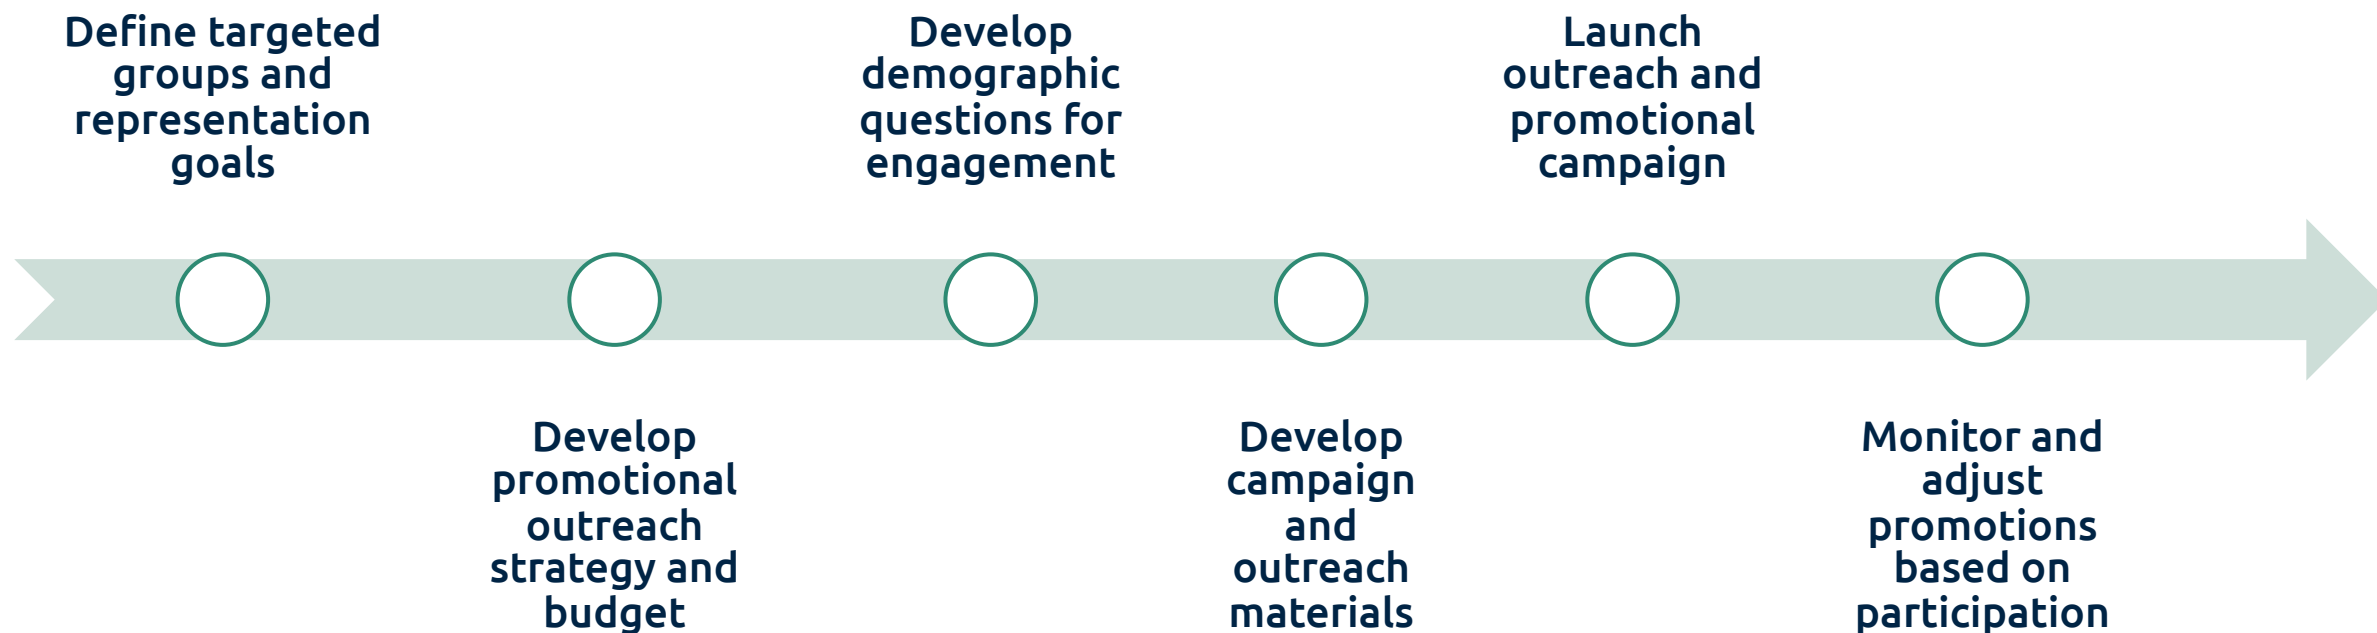 Define targeted
groups and
representation
goals
Develop
promotional
outreach
strategy and
budget
Develop
demographic
questions for
engagement
Develop
campaign
and
outreach
materials
Launch
outreach and
promotional
campaign
Monitor and
adjust
promotions
based on
participation